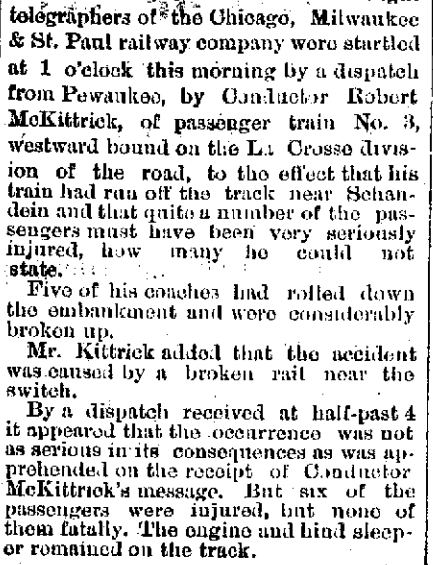 telegraphers of the Chicago, Milwaukee
& St. Paul railway company were startled
at 1 o'clock this morning by a dispatch
from Pewaukee, by Conductor Robert
McKittrick, of passenger train No. 3,
westward bound on the La Crosse divis-
ion of the road, to the effect that his
train had run off the track near Schan-
dein and that quite a number of the pas-
sengers must have been very seriously
injured, how many he could not
state.
Five of his coaches had rolled down
the embankment and were considerably
broken up.
Mr. Kittrick added that the accident
was caused by a broken rail near the
switch.
By a dispatch received at half-past 4
it appeared that the occurrence was not
as serious in its consequences as was ap-
prehended on the receipt of Conductor
McKittrick's message. But six of the
passengers were injured, but none of
them fatally. The engine and hind sleep-
er remained on the track.